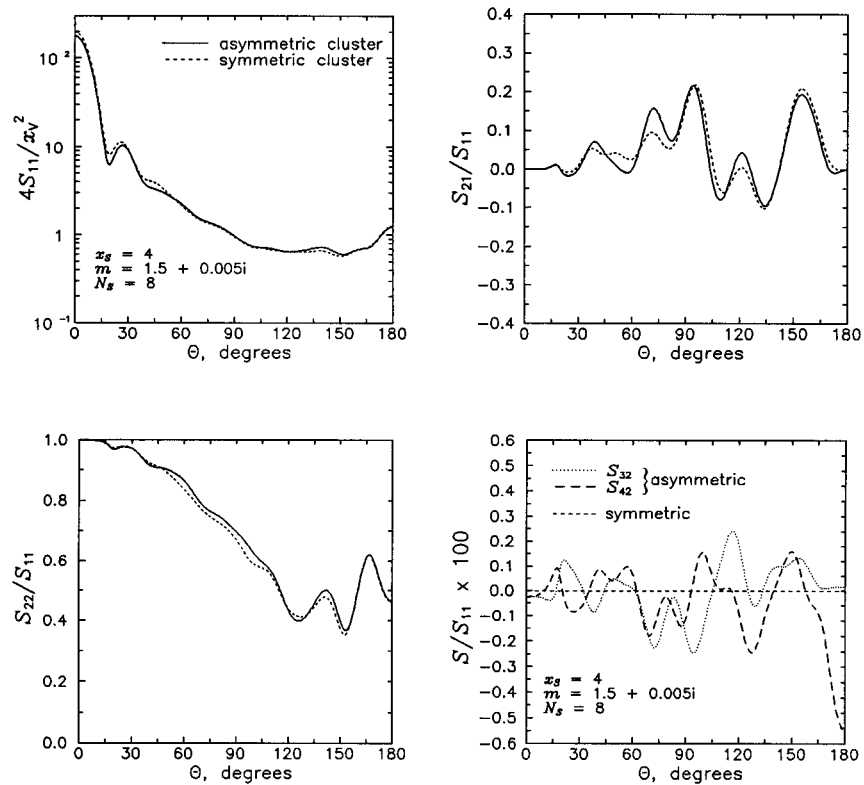 asymmetric cluster
symmetric cluster
4S₁₁/xᵥ²
10²
10
1
10⁻¹
x_S = 4
m = 1.5 + 0.005i
N_S = 8
0 30 60 90 120 150 180
Θ, degrees
S₂₁/S₁₁
0.4
0.3
0.2
0.1
0.0
-0.1
-0.2
-0.3
-0.4
0 30 60 90 120 150 180
Θ, degrees
S₂₂/S₁₁
1.0
0.8
0.6
0.4
0.2
0.0
0 30 60 90 120 150 180
Θ, degrees
S/S₁₁ x 100
0.6
0.5
0.4
0.3
0.2
0.1
0.0
-0.1
-0.2
-0.3
-0.4
-0.5
-0.6
S₃₂
S₄₂ } asymmetric
symmetric
x_S = 4
m = 1.5 + 0.005i
N_S = 8
0 30 60 90 120 150 180
Θ, degrees